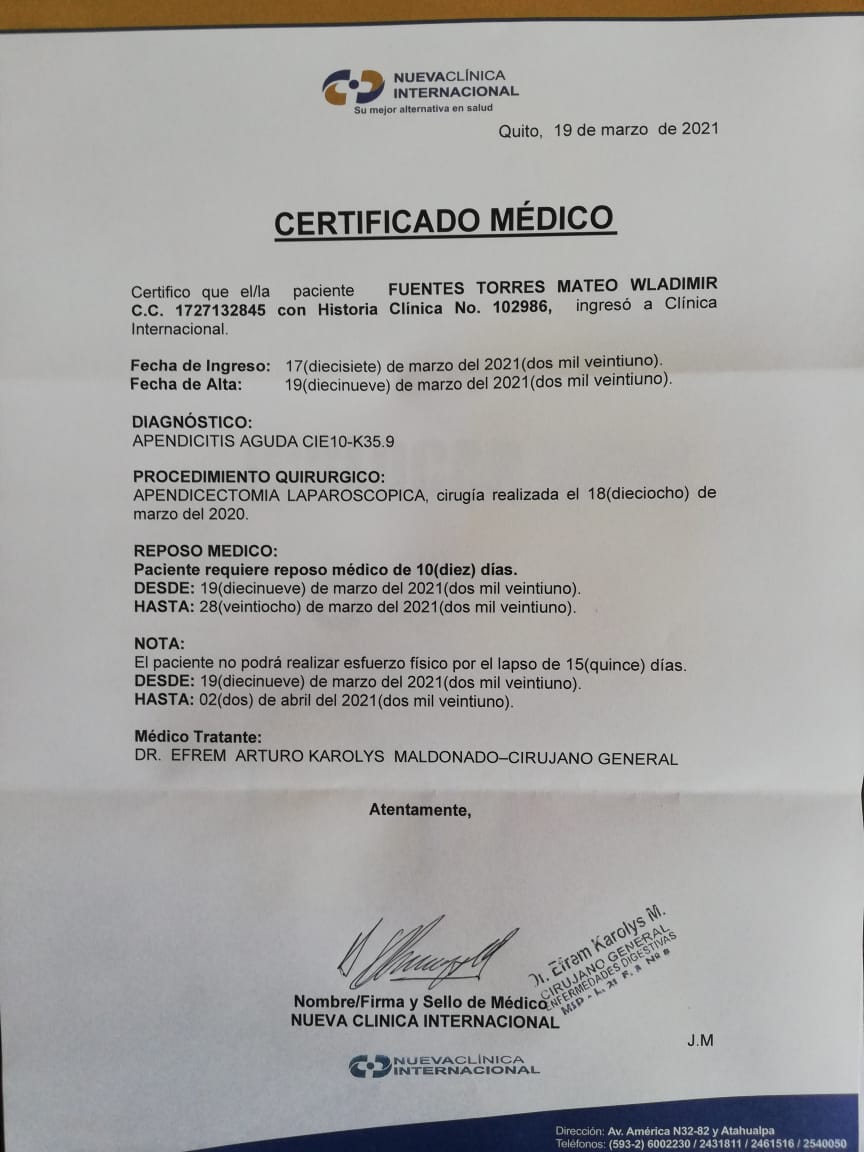 NUEVACLÍNICA
INTERNACIONAL
Su mejor alternativa en salud
Quito, 19 de marzo de 2021
CERTIFICADO MÉDICO
Certifico que el/la paciente FUENTES TORRES MATEO WLADIMIR
C.C. 1727132845 con Historia Clínica No. 102986, ingresó a Clínica
Internacional.
Fecha de Ingreso: 17(diecisiete) de marzo del 2021(dos mil veintiuno).
Fecha de Alta: 19(diecinueve) de marzo del 2021(dos mil veintiuno).
DIAGNÓSTICO:
APENDICITIS AGUDA CIE10-K35.9
PROCEDIMIENTO QUIRURGICO:
APENDICECTOMIA LAPAROSCOPICA, cirugía realizada el 18(dieciocho) de
marzo del 2020.
REPOSO MEDICO:
Paciente requiere reposo médico de 10(diez) días.
DESDE: 19(diecinueve) de marzo del 2021(dos mil veintiuno).
HASTA: 28(veintiocho) de marzo del 2021(dos mil veintiuno).
NOTA:
El paciente no podrá realizar esfuerzo físico por el lapso de 15(quince) días.
DESDE: 19(diecinueve) de marzo del 2021(dos mil veintiuno).
HASTA: 02(dos) de abril del 2021(dos mil veintiuno).
Médico Tratante:
DR. EFREM ARTURO KAROLYS MALDONADO–CIRUJANO GENERAL
Atentamente,
Dr. Efram Karolys M.
CIRUJANO GENERAL
ENFERMEDADES DIGESTIVAS
Nombre/Firma y Sello de Médico
NUEVA CLINICA INTERNACIONAL
J.M
NUEVACLÍNICA
INTERNACIONAL
Dirección: Av. América N32-82 y Atahualpa
Teléfonos: (593-2) 6002230 / 2431811 / 2461516 / 2540050